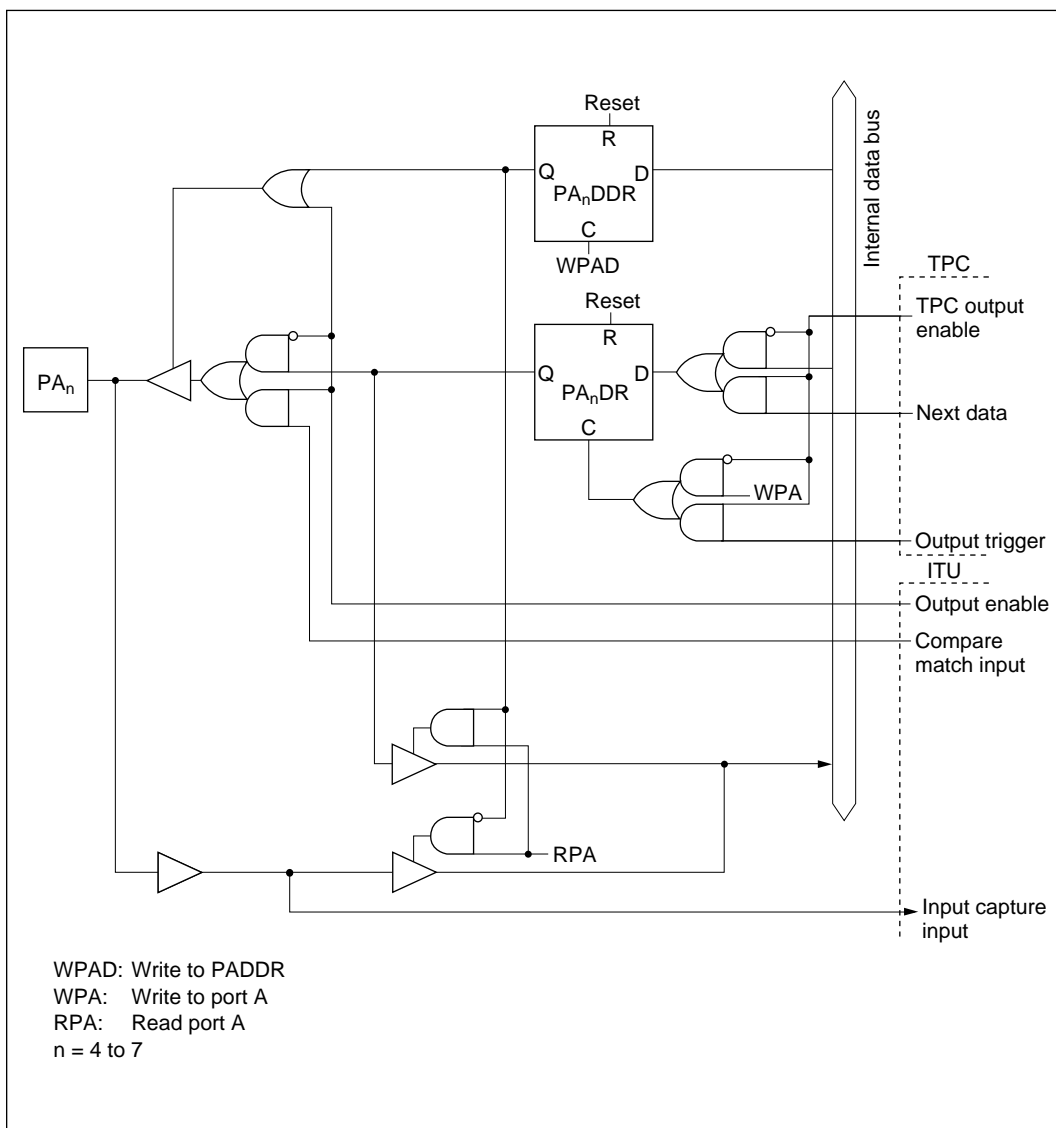 Reset
R
Q
D
PAnDDR
C
WPAD
Internal data bus
TPC
TPC output
enable
Reset
R
PAn
Q
D
PAnDR
C
Next data
WPA
Output trigger
ITU
Output enable
Compare
match input
RPA
Input capture
input
WPAD: Write to PADDR
WPA: Write to port A
RPA: Read port A
n = 4 to 7